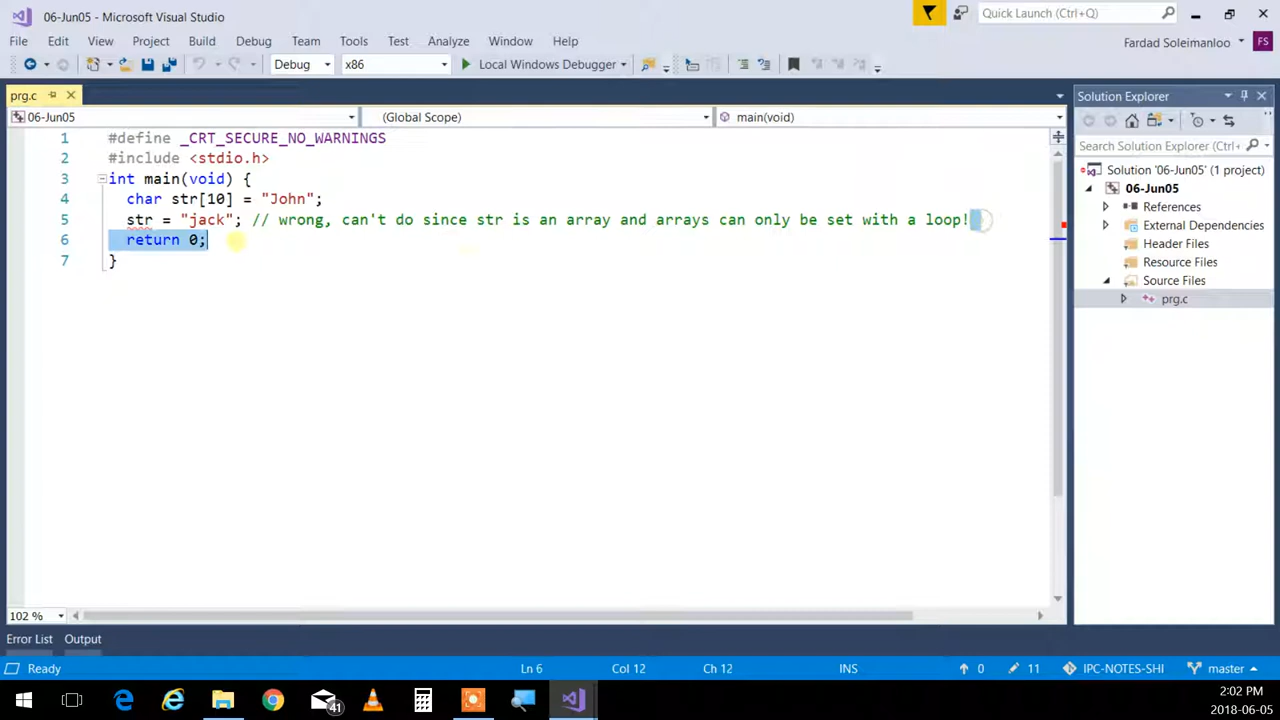 06-Jun05 - Microsoft Visual Studio
Quick Launch (Ctrl+Q)
File Edit View Project Build Debug Team Tools Test Analyze Window Help
Fardad Soleimanloo FS
Debug x86 Local Windows Debugger
prg.c
Solution Explorer
06-Jun05 (Global Scope) main(void)
Search Solution Explorer (Ctrl+
1 #define _CRT_SECURE_NO_WARNINGS
2 #include <stdio.h>
3 int main(void) {
4 char str[10] = "John";
5 str = "jack"; // wrong, can't do since str is an array and arrays can only be set with a loop!
6 return 0;
7 }
Solution '06-Jun05' (1 project)
06-Jun05
References
External Dependencies
Header Files
Resource Files
Source Files
prg.c
102 %
Error List Output
Ready Ln 6 Col 12 Ch 12 INS 0 11 IPC-NOTES-SHI master
41
2:02 PM
2018-06-05